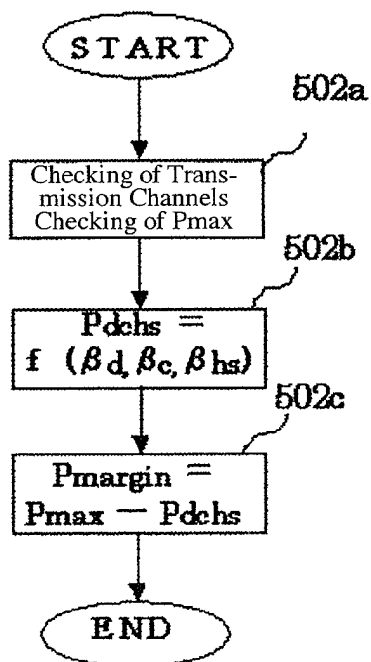 START
502a
Checking of Trans-
mission Channels
Checking of Pmax
502b
Pdchs =
f (βd, βc, βhs)
502c
Pmargin =
Pmax − Pdchs
END